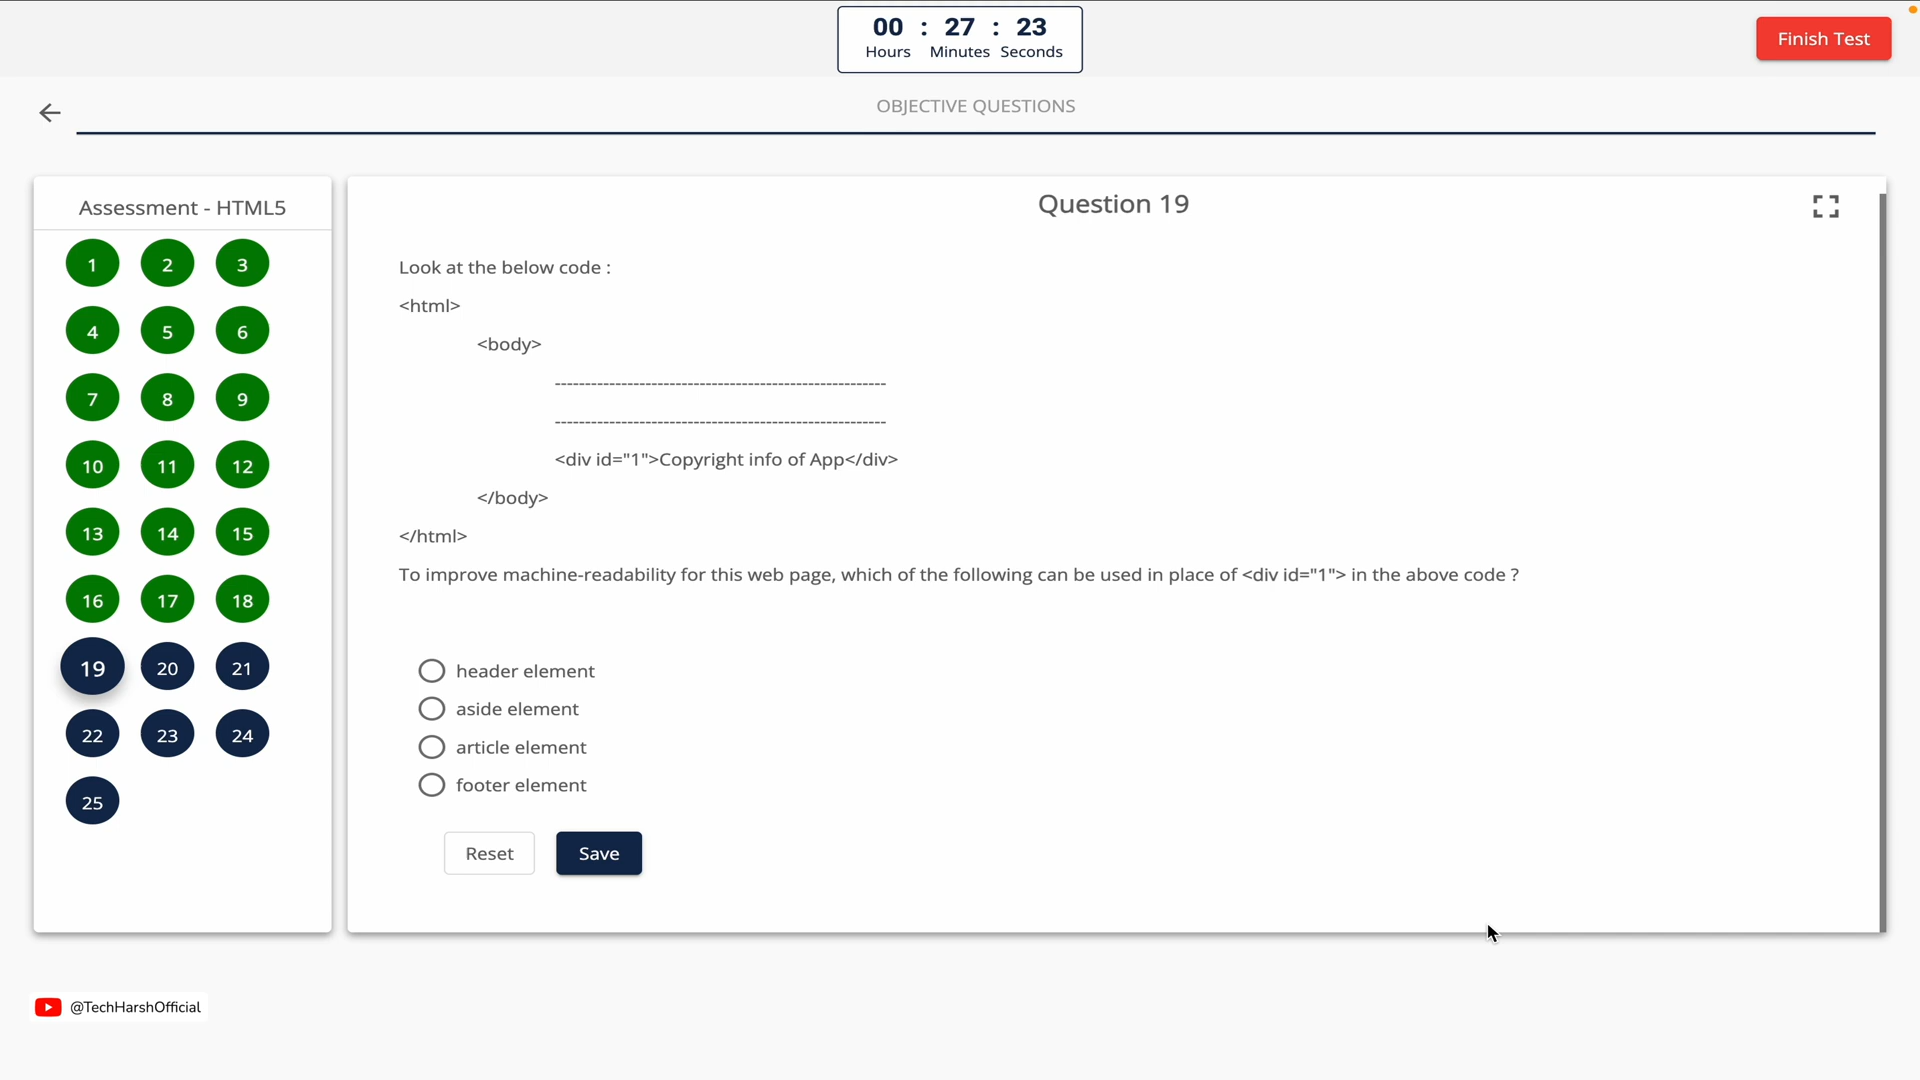 00 : 27 : 23
Hours Minutes Seconds
Finish Test
OBJECTIVE QUESTIONS
Assessment - HTML5
1 2 3
4 5 6
7 8 9
10 11 12
13 14 15
16 17 18
19 20 21
22 23 24
25
Question 19
Look at the below code :
<html>
<body>
-------------------------------------------------------
-------------------------------------------------------
<div id="1">Copyright info of App</div>
</body>
</html>
To improve machine-readability for this web page, which of the following can be used in place of <div id="1"> in the above code ?
header element
aside element
article element
footer element
Reset Save
@TechHarshOfficial